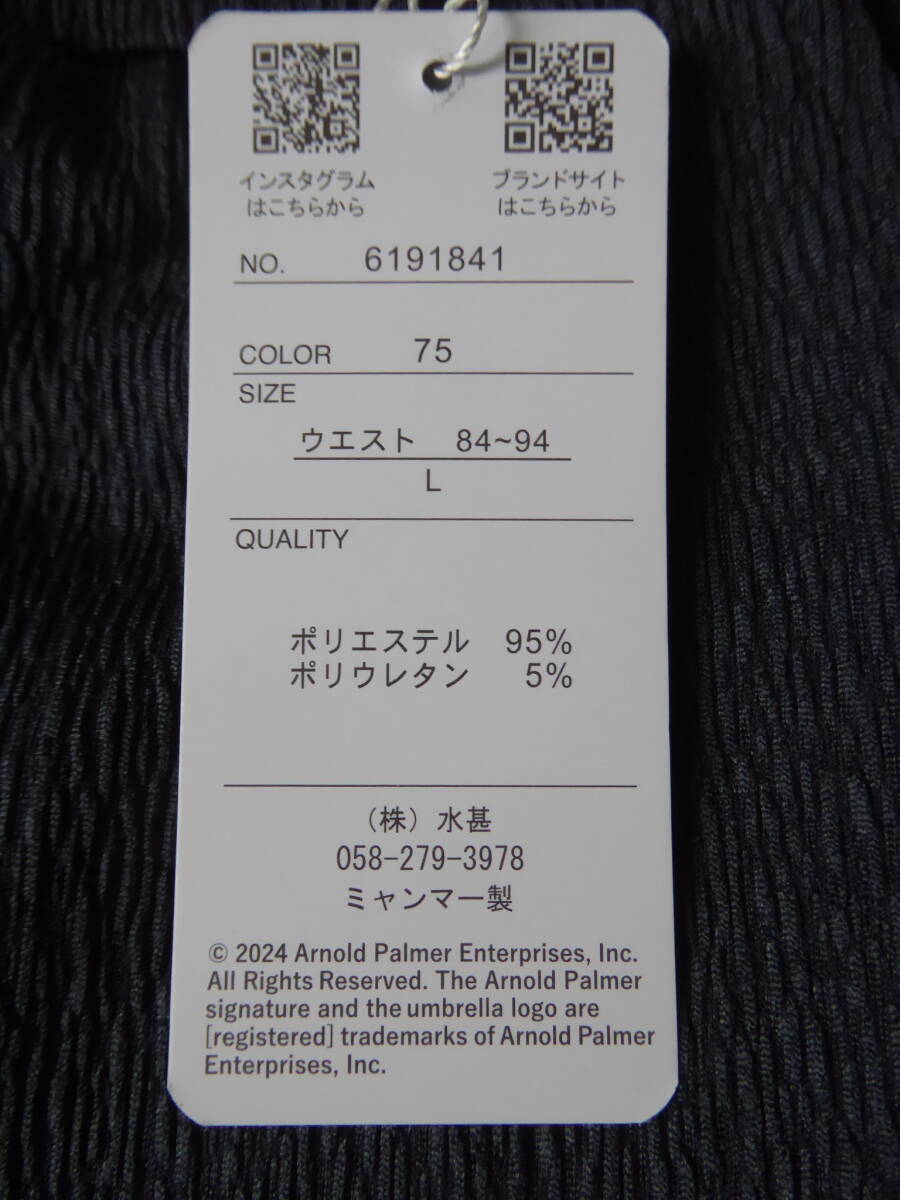 インスタグラム
はこちらから
ブランドサイト
はこちらから
NO. 6191841
COLOR 75
SIZE
ウエスト 84~94
L
QUALITY
ポリエステル 95%
ポリウレタン 5%
（株）水甚
058-279-3978
ミャンマー製
© 2024 Arnold Palmer Enterprises, Inc.
All Rights Reserved. The Arnold Palmer
signature and the umbrella logo are
[registered] trademarks of Arnold Palmer
Enterprises, Inc.